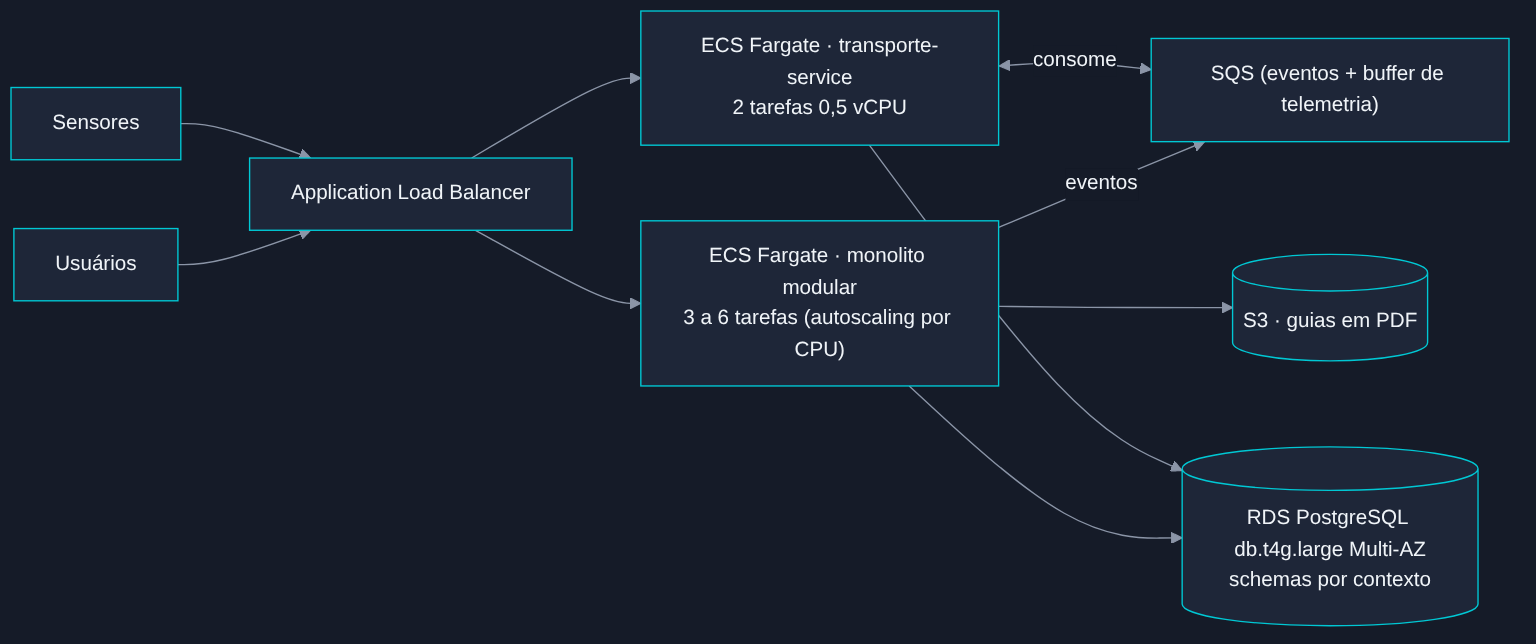 Sensores
Usuários
Application Load Balancer
ECS Fargate · transporte-
service
2 tarefas 0,5 vCPU
ECS Fargate · monolito
modular
3 a 6 tarefas (autoscaling por
CPU)
consome
eventos
SQS (eventos + buffer de
telemetria)
S3 · guias em PDF
RDS PostgreSQL
db.t4g.large Multi-AZ
schemas por contexto